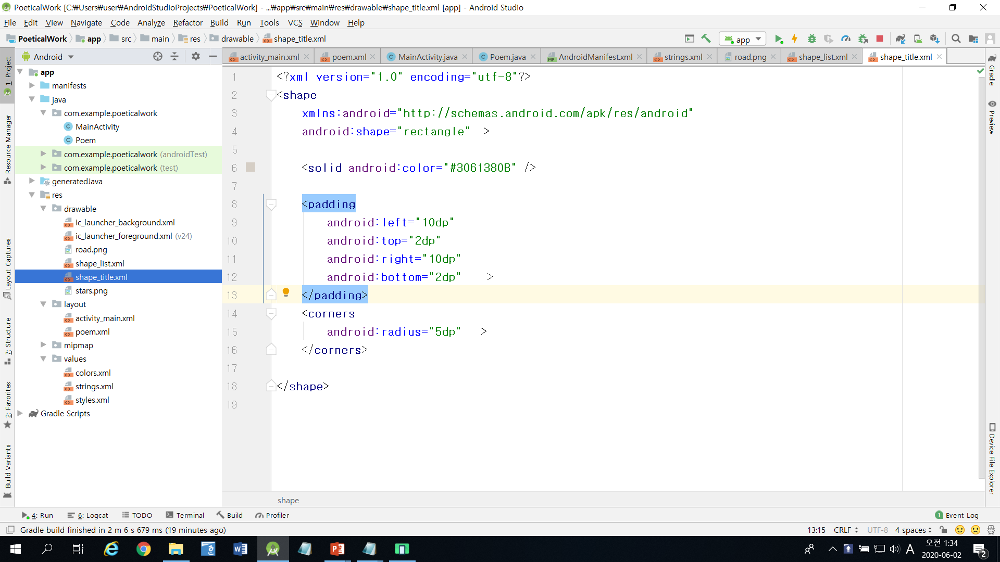 PoeticalWork [C:₩Users₩user₩AndroidStudioProjects₩PoeticalWork] - ...₩app₩src₩main₩res₩drawable₩shape_title.xml [app] - Android Studio
File Edit View Navigate Code Analyze Refactor Build Run Tools VCS Window Help
PoeticalWork app src main res drawable shape_title.xml
app
Android
activity_main.xml poem.xml MainActivity.java Poem.java AndroidManifest.xml strings.xml road.png shape_list.xml shape_title.xml
1: Project
Resource Manager
Layout Captures
7: Structure
2: Favorites
Build Variants
app
manifests
java
com.example.poeticalwork
MainActivity
Poem
com.example.poeticalwork (androidTest)
com.example.poeticalwork (test)
generatedJava
res
drawable
ic_launcher_background.xml
ic_launcher_foreground.xml (v24)
road.png
shape_list.xml
shape_title.xml
stars.png
layout
activity_main.xml
poem.xml
mipmap
values
colors.xml
strings.xml
styles.xml
Gradle Scripts
1 <?xml version="1.0" encoding="utf-8"?>
2 <shape
3 xmlns:android="http://schemas.android.com/apk/res/android"
4 android:shape="rectangle" >
5
6 <solid android:color="#3061380B" />
7
8 <padding
9 android:left="10dp"
10 android:top="2dp"
11 android:right="10dp"
12 android:bottom="2dp" >
13 </padding>
14 <corners
15 android:radius="5dp" >
16 </corners>
17
18 </shape>
19
shape
Gradle
Preview
Device File Explorer
4: Run 6: Logcat TODO Terminal Build Profiler
1 Event Log
Gradle build finished in 2 m 6 s 679 ms (19 minutes ago)
13:15 CRLF UTF-8 4 spaces
A
오전 1:34
2020-06-02
2